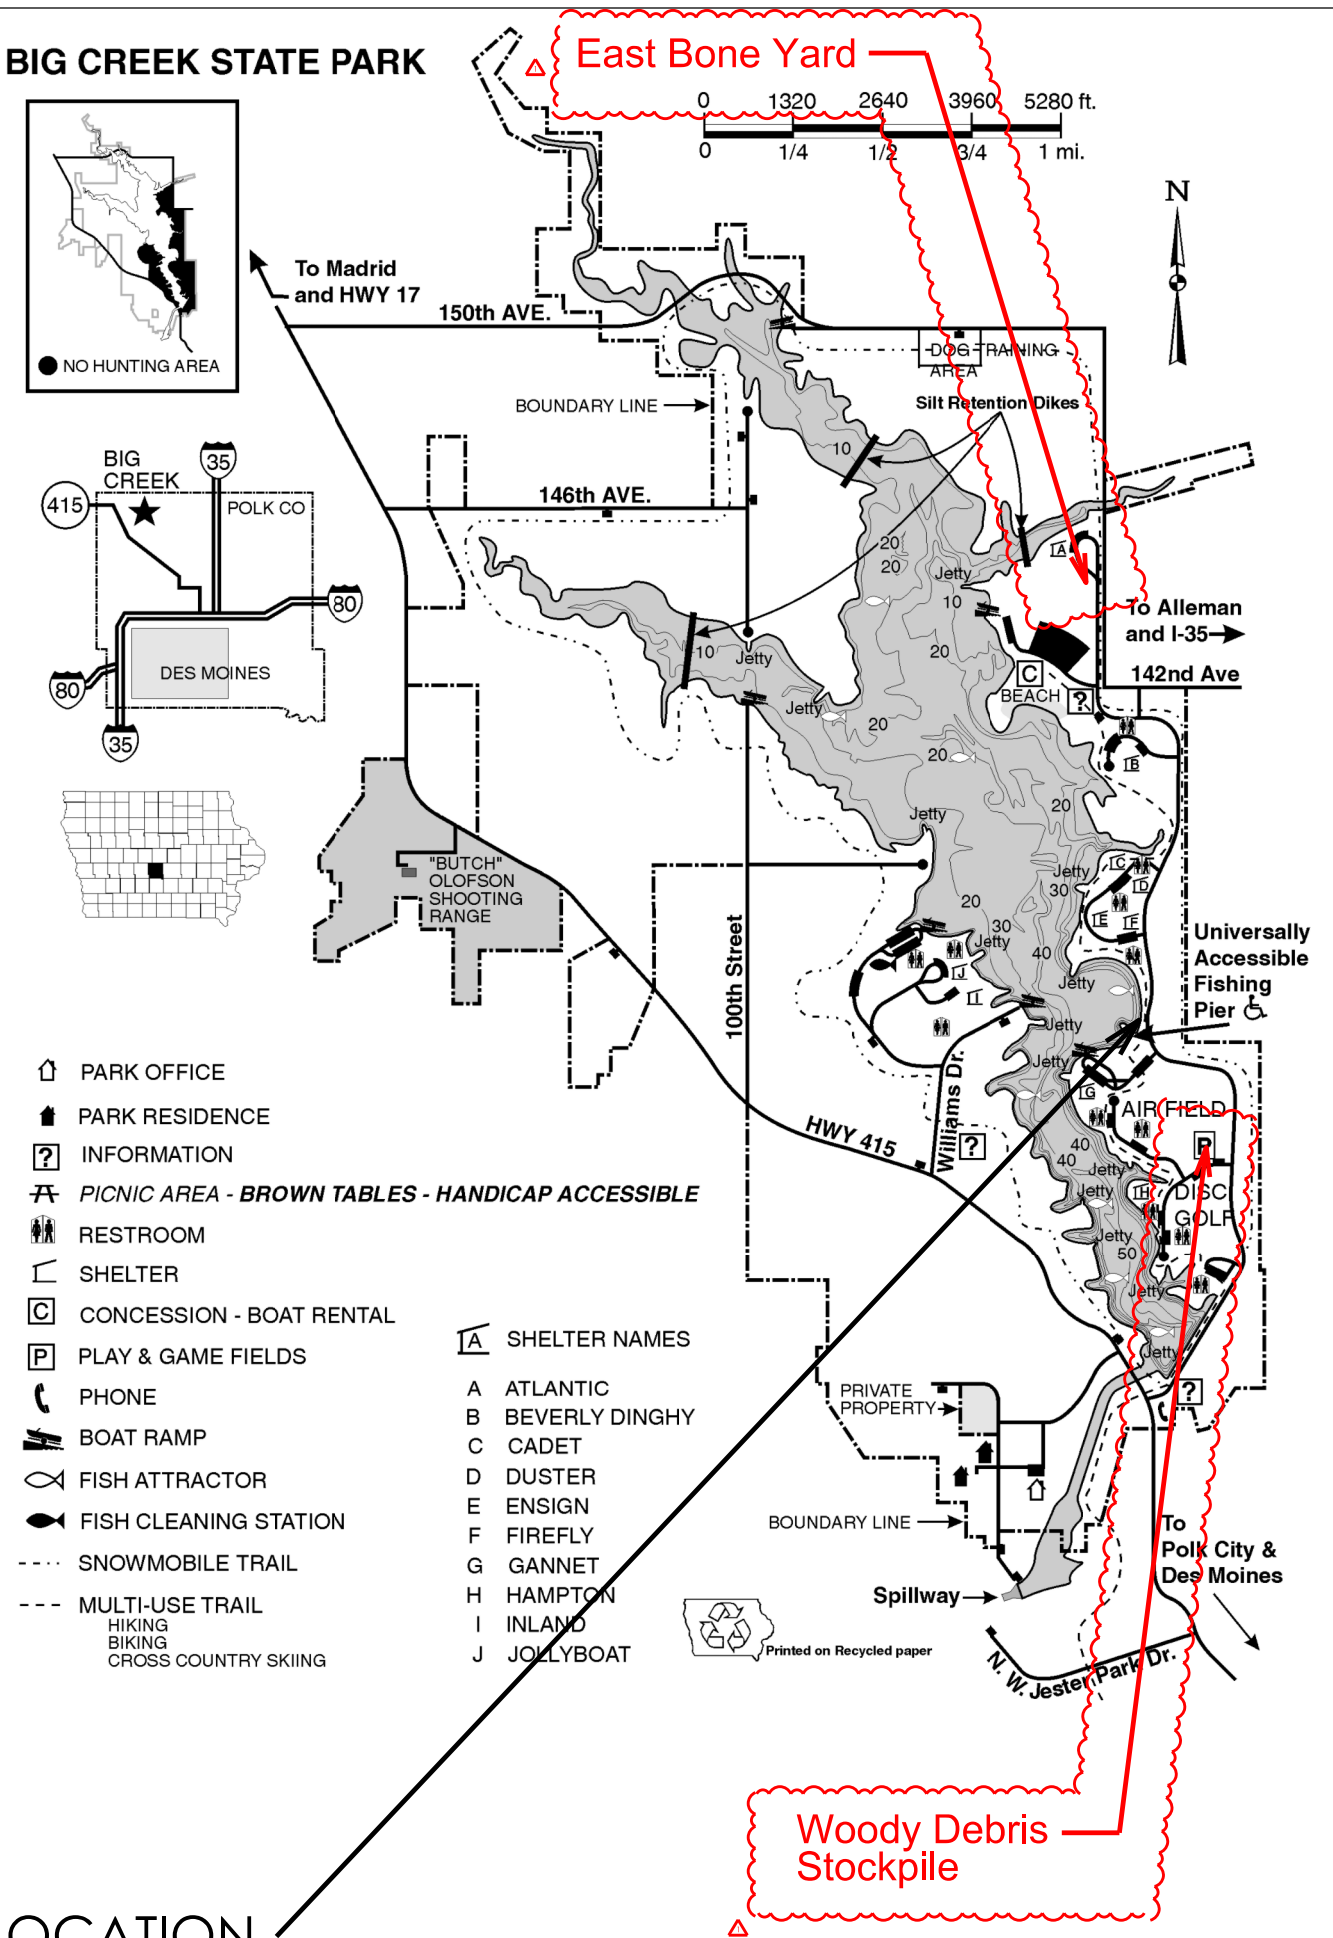 BIG CREEK STATE PARK
East Bone Yard
0 1320 2640 3960 5280 ft.
0 1/4 1/2 3/4 1 mi.
N
NO HUNTING AREA
To Madrid
and HWY 17
150th AVE.
DOG TRAINING
AREA
BOUNDARY LINE
Silt Retention Dikes
10
BIG
CREEK
35
415
POLK CO
146th AVE.
20
20
A
Jetty
10
80
To Alleman
and I-35
DES MOINES
10
Jetty
20
142nd Ave
80
C
BEACH
?
Jetty
20
35
20
B
20
Jetty
"BUTCH"
OLOFSON
SHOOTING
RANGE
C
Jetty
D
30
20
E
F
30
100th Street
Jetty
40
Universally
Accessible
Fishing
Pier
J
Jetty
I
Jetty
Jetty
Williams Dr.
G
AIR FIELD
HWY 415
?
P
40
40
Jetty
Jetty
H
DISC
GOLF
Jetty
50
Jetty
Jetty
?
PARK OFFICE
PARK RESIDENCE
? INFORMATION
PICNIC AREA - BROWN TABLES - HANDICAP ACCESSIBLE
RESTROOM
SHELTER
C CONCESSION - BOAT RENTAL
P PLAY & GAME FIELDS
PHONE
BOAT RAMP
FISH ATTRACTOR
FISH CLEANING STATION
SNOWMOBILE TRAIL
MULTI-USE TRAIL
HIKING
BIKING
CROSS COUNTRY SKIING
A SHELTER NAMES
A ATLANTIC
B BEVERLY DINGHY
C CADET
D DUSTER
E ENSIGN
F FIREFLY
G GANNET
H HAMPTON
I INLAND
J JOLLYBOAT
PRIVATE
PROPERTY
BOUNDARY LINE
Spillway
To
Polk City &
Des Moines
Printed on Recycled paper
N. W. Jester Park Dr.
Woody Debris
Stockpile
OCATION